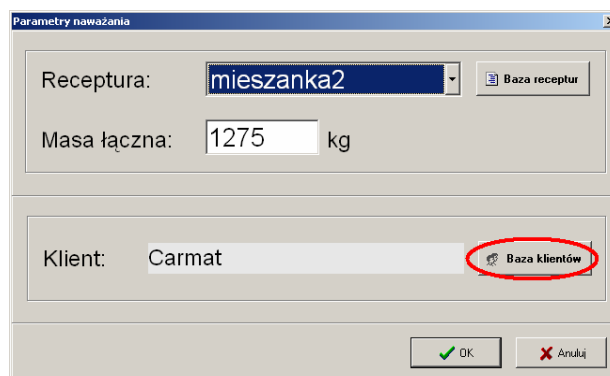 Parametry naważania
Receptura: mieszanka2 Baza receptur
Masa łączna: 1275 kg
Klient: Carmat Baza klientów
OK Anuluj